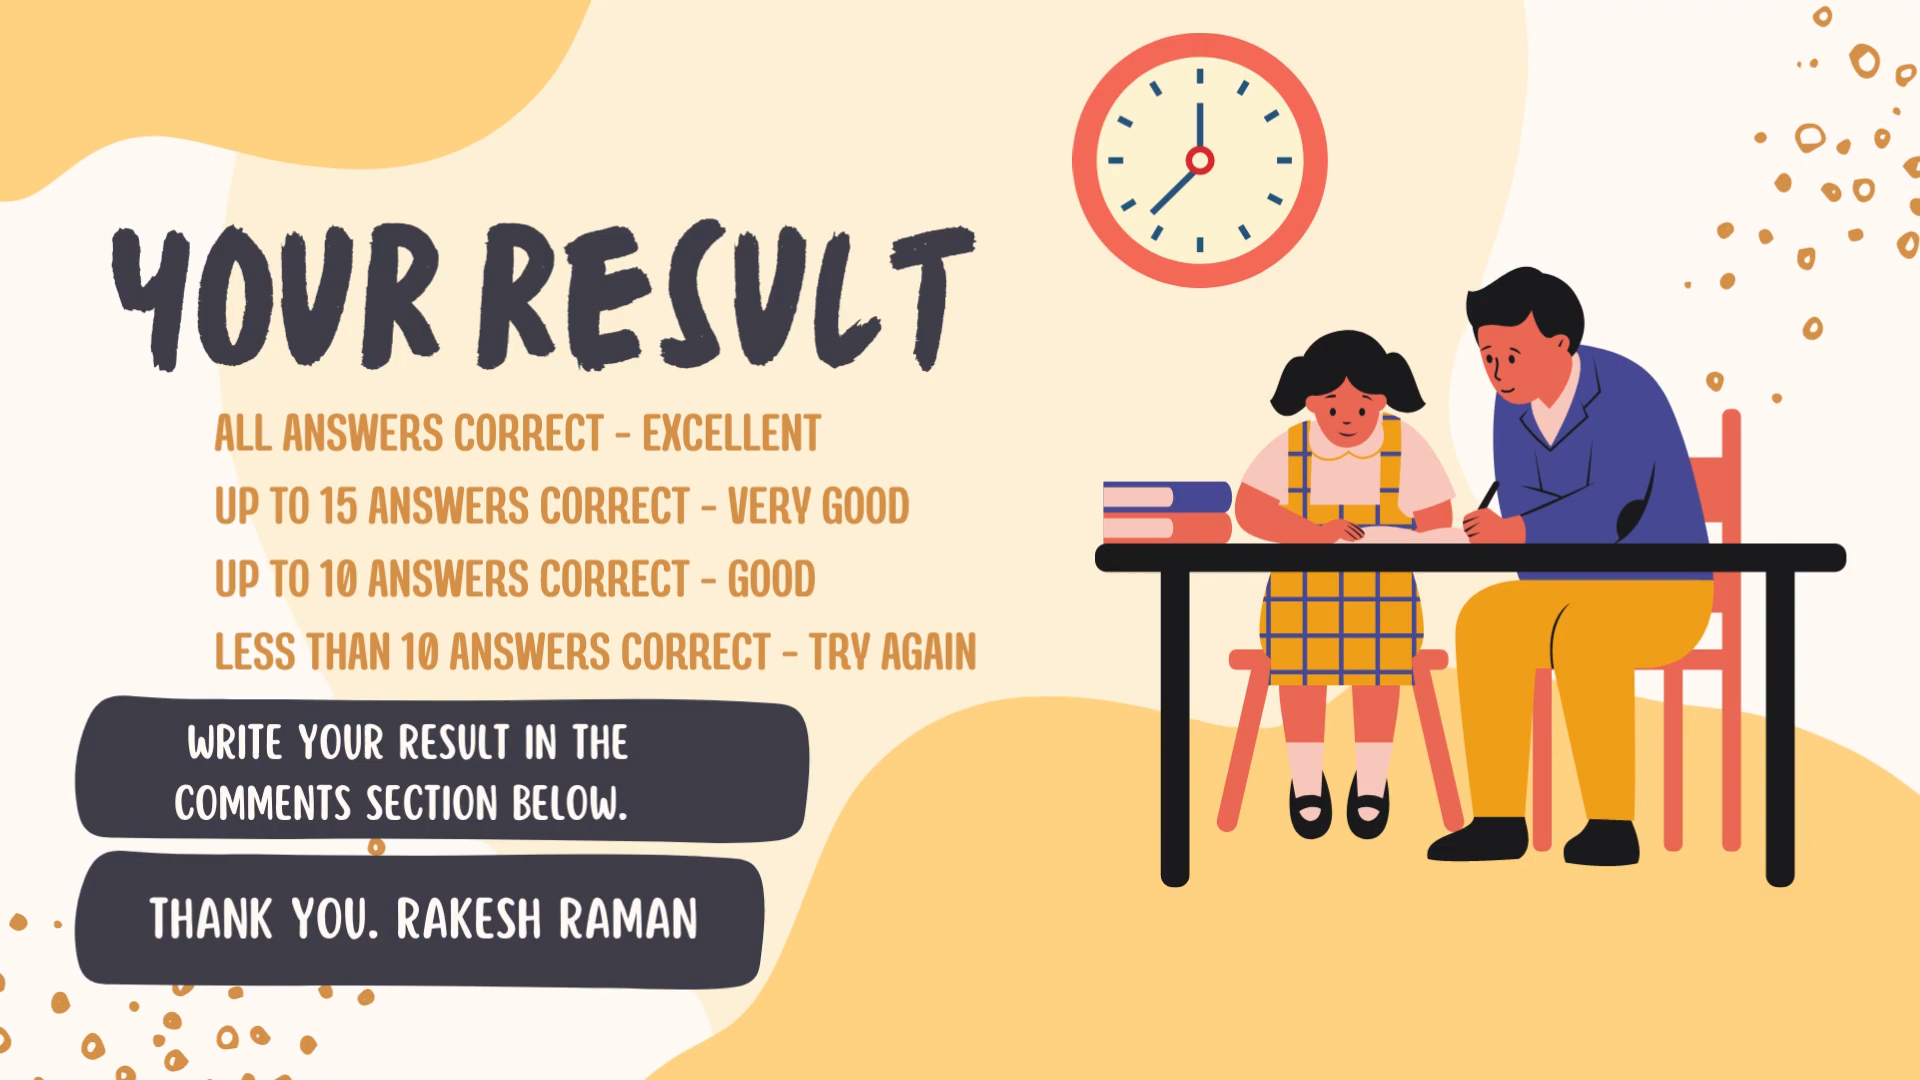 YOUR RESULT
ALL ANSWERS CORRECT - EXCELLENT
UP TO 15 ANSWERS CORRECT - VERY GOOD
UP TO 10 ANSWERS CORRECT - GOOD
LESS THAN 10 ANSWERS CORRECT - TRY AGAIN
WRITE YOUR RESULT IN THE
COMMENTS SECTION BELOW.
THANK YOU. RAKESH RAMAN